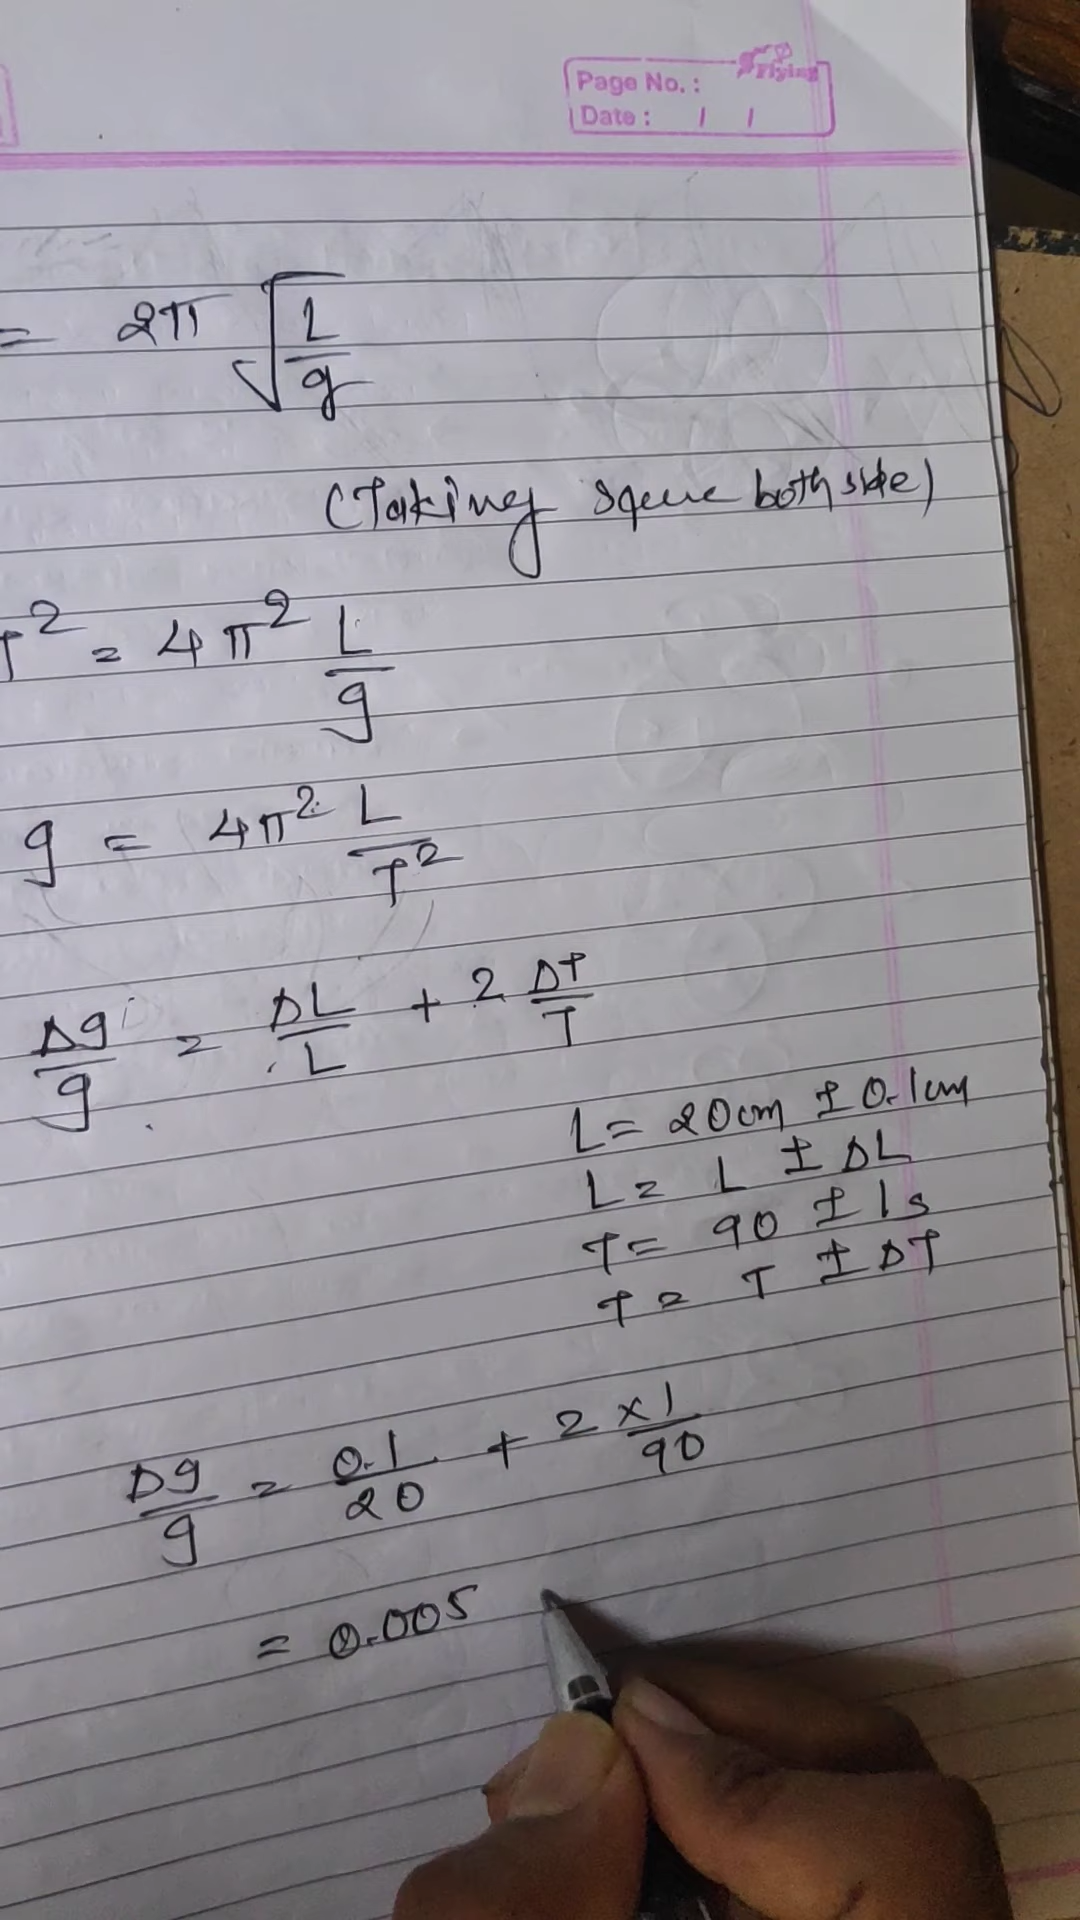 Flying
Page No. :
Date : / /
= 2π √(L/g)
(Taking square both side)
T² = 4π² L/g
g = 4π² L/T²
Δg/g = ΔL/L + 2 ΔT/T
L = 20cm ± 0.1cm
L = L ± ΔL
T = 90 ± 1s
T = T ± ΔT
Δg/g = 0.1/20 + 2 × 1/90
= 0.005